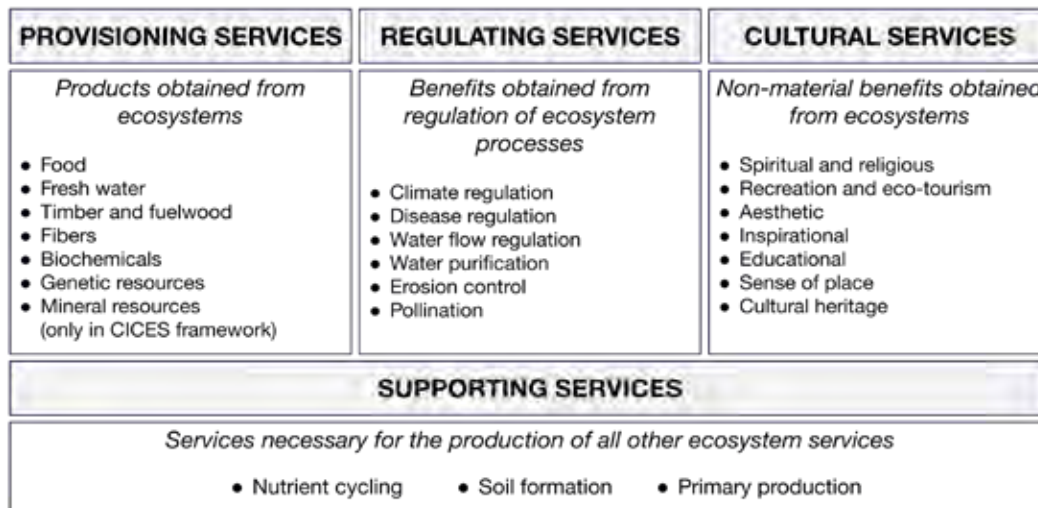 PROVISIONING SERVICES
Products obtained from
ecosystems
● Food
● Fresh water
● Timber and fuelwood
● Fibers
● Biochemicals
● Genetic resources
● Mineral resources
(only in CICES framework)
REGULATING SERVICES
Benefits obtained from
regulation of ecosystem
processes
● Climate regulation
● Disease regulation
● Water flow regulation
● Water purification
● Erosion control
● Pollination
CULTURAL SERVICES
Non-material benefits obtained
from ecosystems
● Spiritual and religious
● Recreation and eco-tourism
● Aesthetic
● Inspirational
● Educational
● Sense of place
● Cultural heritage
SUPPORTING SERVICES
Services necessary for the production of all other ecosystem services
● Nutrient cycling ● Soil formation ● Primary production